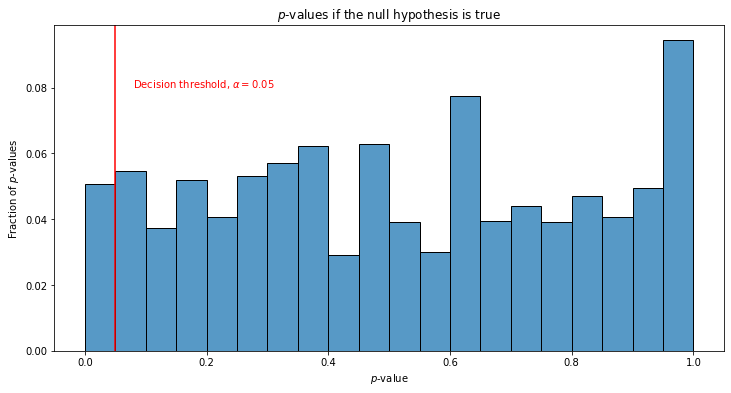 p-values if the null hypothesis is true
Decision threshold, α = 0.05
Fraction of p-values
0.08
0.06
0.04
0.02
0.00
0.0 0.2 0.4 0.6 0.8 1.0
p-value